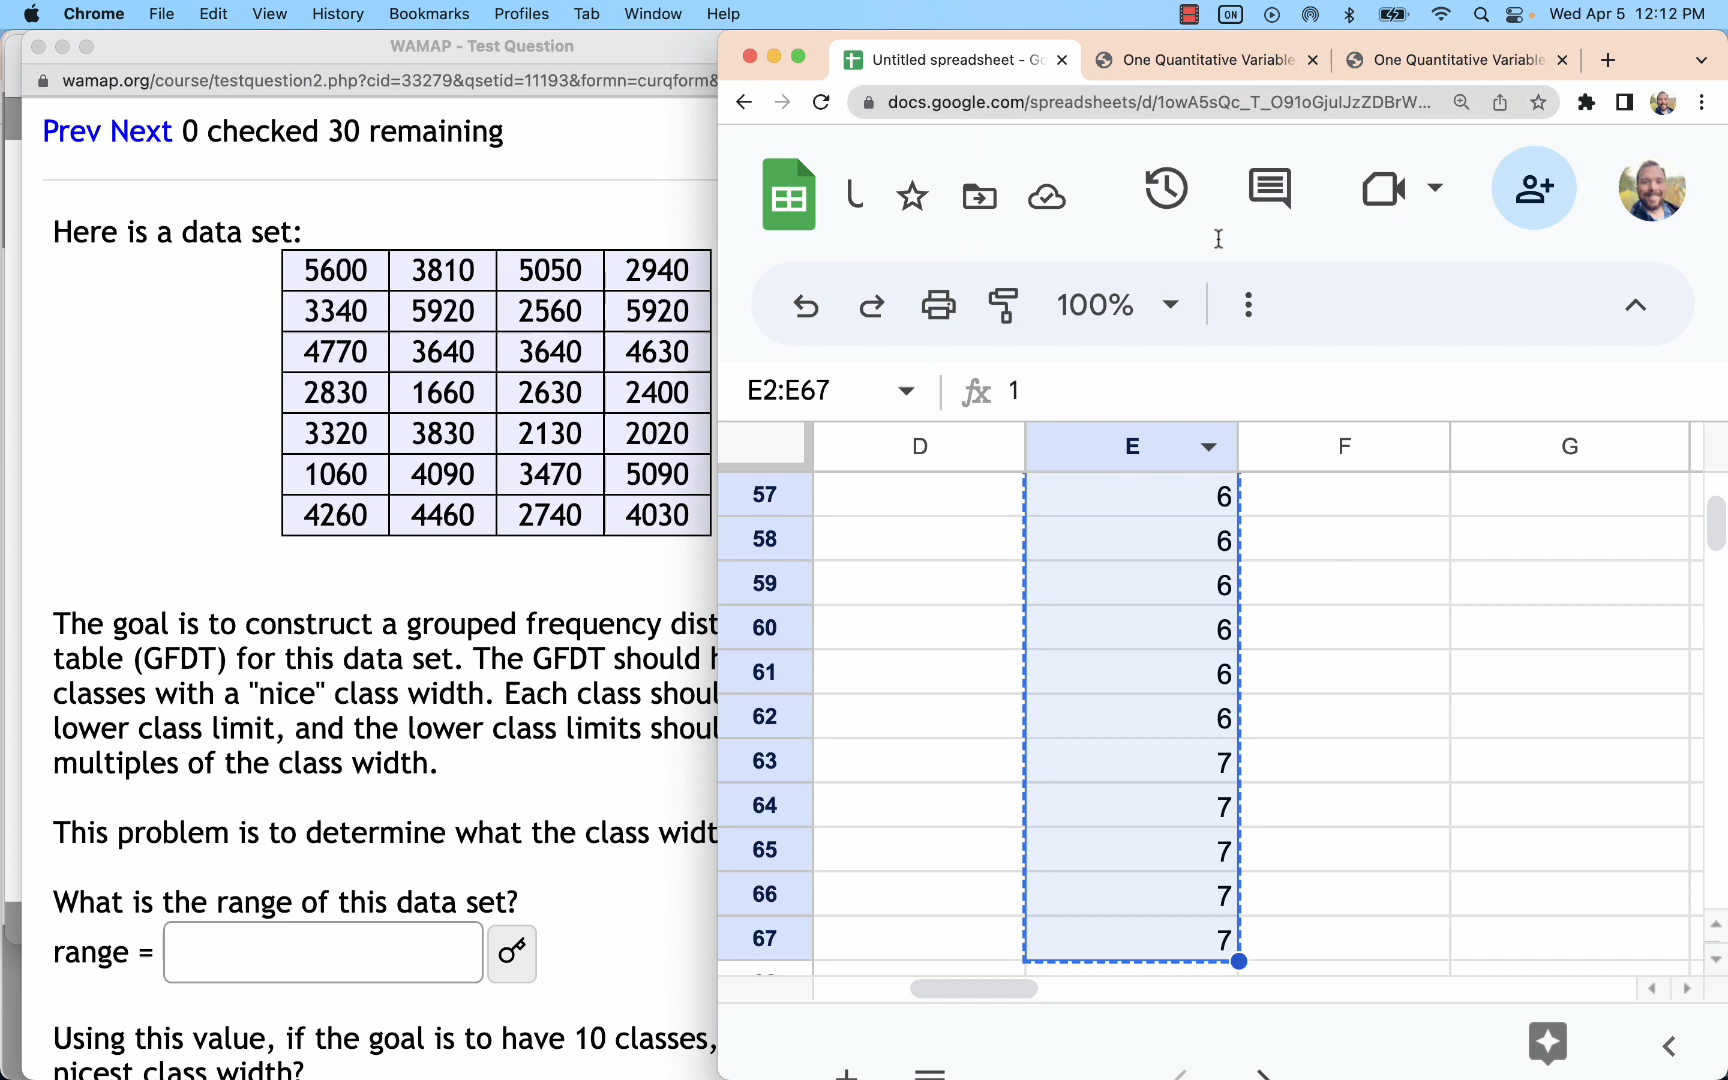 Chrome File Edit View History Bookmarks Profiles Tab Window Help ON Wed Apr 5 12:12 PM
WAMAP - Test Question
wamap.org/course/testquestion2.php?cid=33279&qsetid=11193&formn=curqform&
Prev Next 0 checked 30 remaining
Here is a data set:
5600 3810 5050 2940
3340 5920 2560 5920
4770 3640 3640 4630
2830 1660 2630 2400
3320 3830 2130 2020
1060 4090 3470 5090
4260 4460 2740 4030
The goal is to construct a grouped frequency dist
table (GFDT) for this data set. The GFDT should
classes with a "nice" class width. Each class shoul
lower class limit, and the lower class limits shoul
multiples of the class width.
This problem is to determine what the class widt
What is the range of this data set?
range =
Using this value, if the goal is to have 10 classes,
nicest class width?
Untitled spreadsheet - Go One Quantitative Variable One Quantitative Variable
docs.google.com/spreadsheets/d/1owA5sQc_T_O91oGjulJzZDBrW...
100%
E2:E67 fx 1
D E F G
57 6
58 6
59 6
60 6
61 6
62 6
63 7
64 7
65 7
66 7
67 7